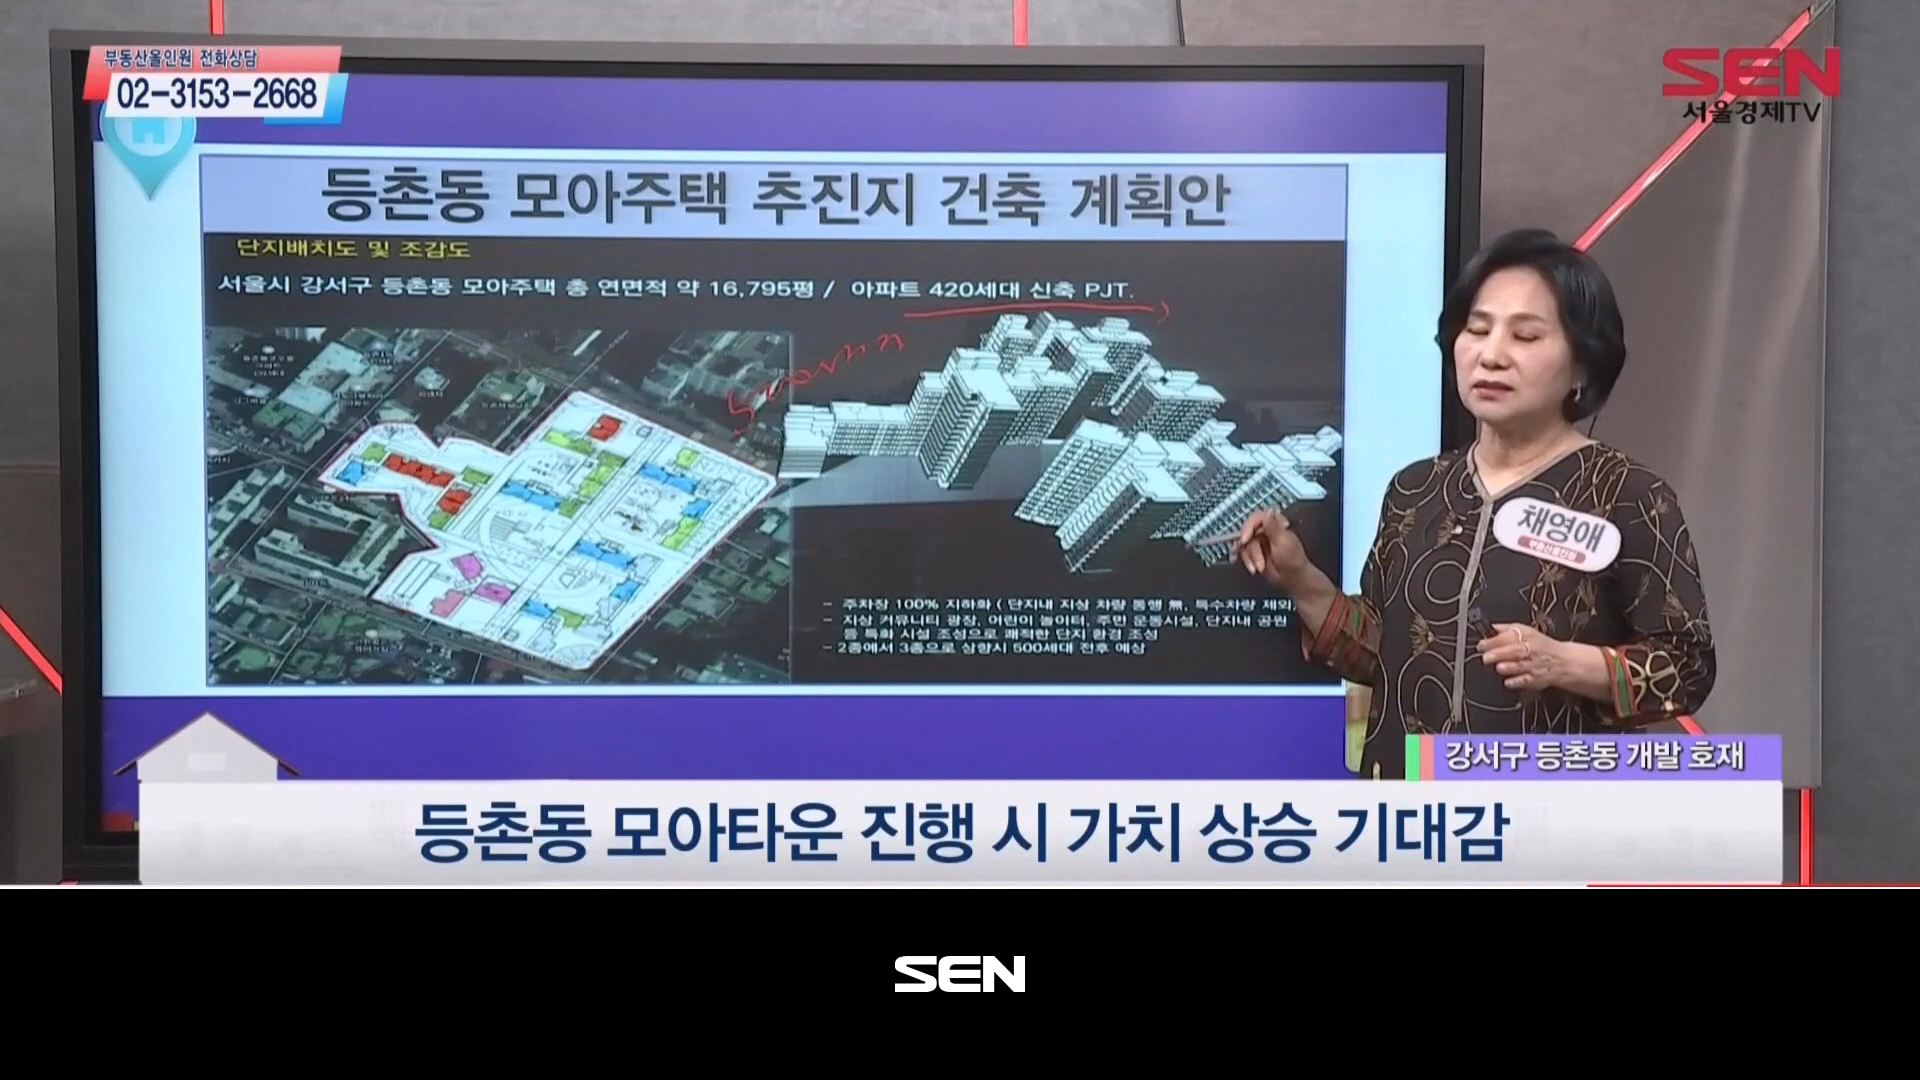 부동산올인원 전화상담
02-3153-2668
SEN
서울경제TV
등촌동 모아주택 추진지 건축 계획안
단지배치도 및 조감도
서울시 강서구 등촌동 모아주택 총 연면적 약 16,795평 / 아파트 420세대 신축 PJT.
- 주차장 100% 지하화 ( 단지내 지상 차량 통행 無, 특수차량 제외)
- 지상 커뮤니티 광장, 어린이 놀이터, 주민 운동시설, 단지내 공원
등 특화 시설 조성으로 쾌적한 단지 환경 조성
- 2종에서 3종으로 상향시 500세대 전후 예상
채영애
부동산올인원
강서구 등촌동 개발 호재
등촌동 모아타운 진행 시 가치 상승 기대감
SEN